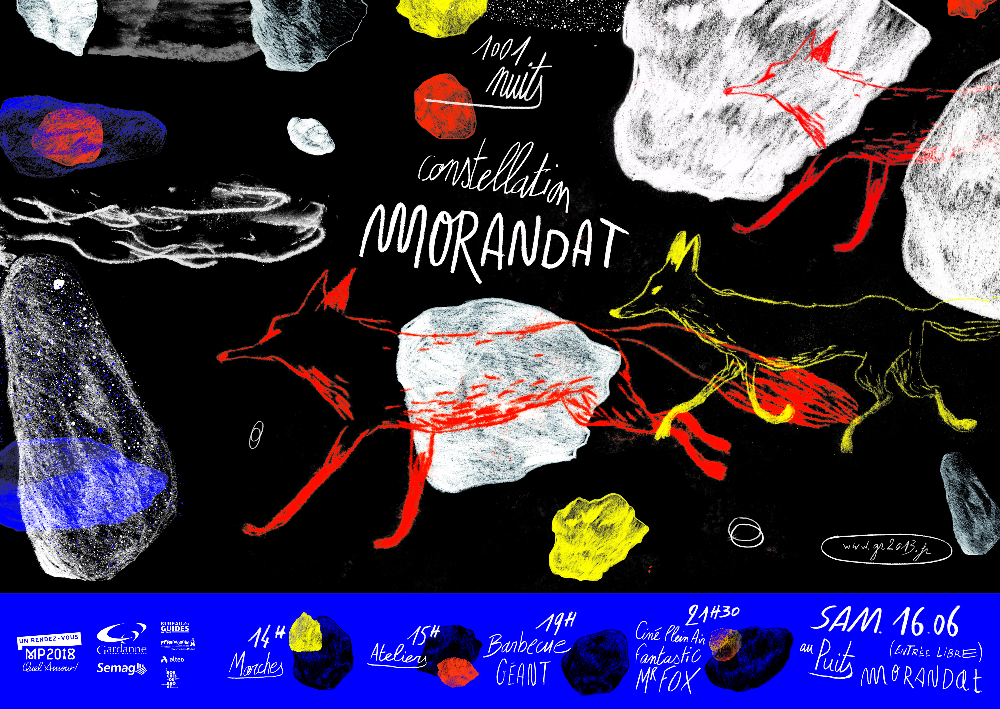 1001
nuits
constellation
MORANDAT
www.gr2013.fr
UN RENDEZ-VOUS
MP2018
Quel Amour!
Gardanne
Semag
GUIDES
alteo
14H
Marches
15H
Ateliers
19H
Barbecue
GÉANT
21H30
Ciné Plein Air
fantastic
MR FOX
SAM. 16.06
(ENTRÉE LIBRE)
au Puits
MORANDat